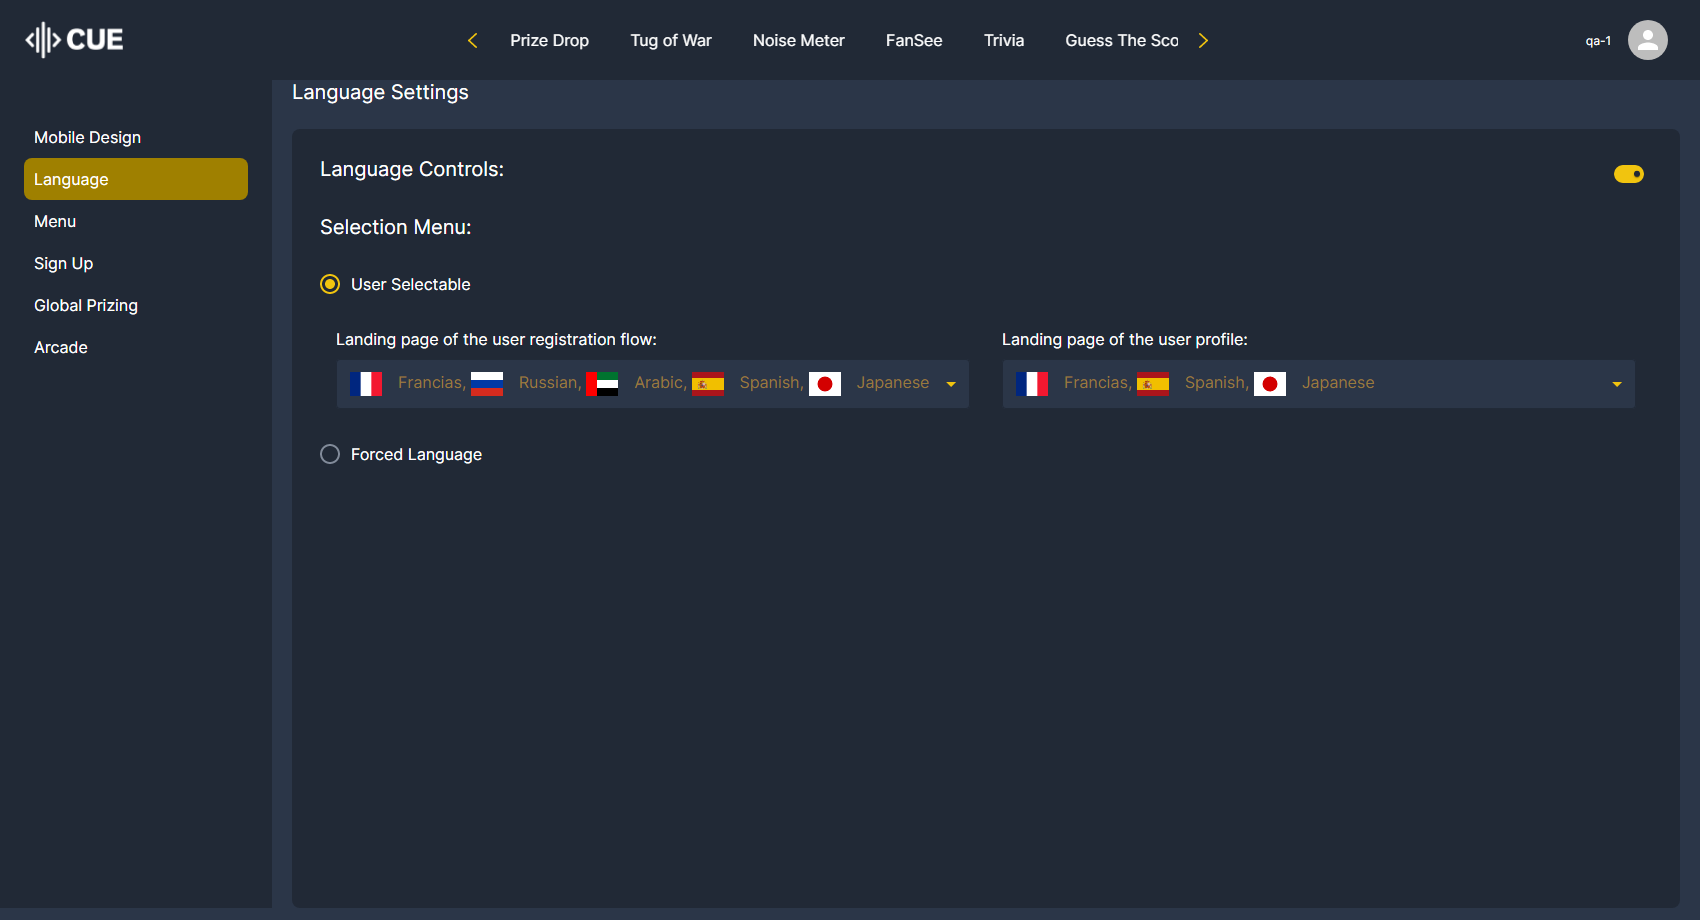 CUE
Prize Drop Tug of War Noise Meter FanSee Trivia Guess The Sco
qa-1
Mobile Design
Language
Menu
Sign Up
Global Prizing
Arcade
Language Settings
Language Controls:
Selection Menu:
User Selectable
Landing page of the user registration flow:
Francias, Russian, Arabic, Spanish, Japanese
Landing page of the user profile:
Francias, Spanish, Japanese
Forced Language